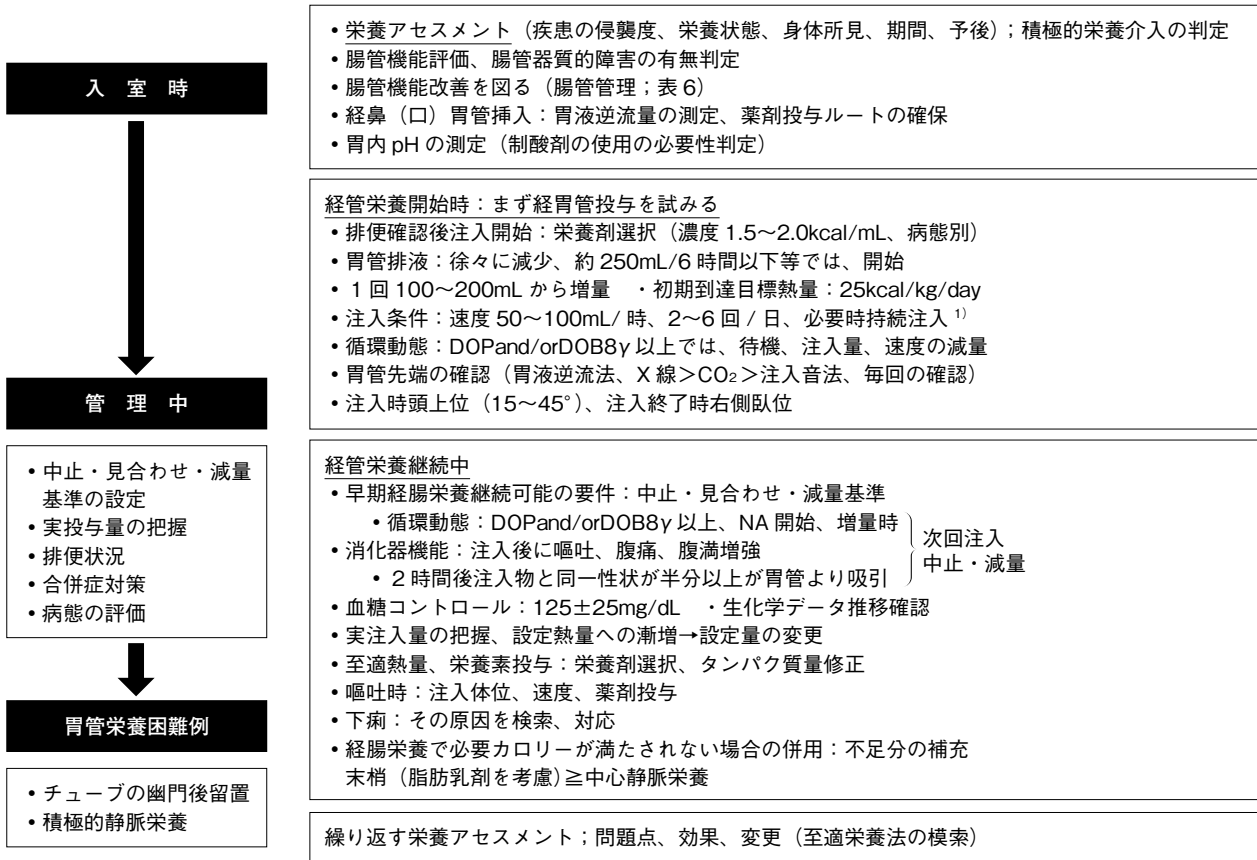 入室時
• 栄養アセスメント（疾患の侵襲度、栄養状態、身体所見、期間、予後）；積極的栄養介入の判定
• 腸管機能評価、腸管器質的障害の有無判定
• 腸管機能改善を図る（腸管管理；表 6）
• 経鼻（口）胃管挿入：胃液逆流量の測定、薬剤投与ルートの確保
• 胃内 pH の測定（制酸剤の使用の必要性判定）
経管栄養開始時：まず経胃管投与を試みる
• 排便確認後注入開始：栄養剤選択（濃度 1.5～2.0kcal/mL、病態別）
• 胃管排液：徐々に減少、約 250mL/6 時間以下等では、開始
• 1 回 100～200mL から増量　・初期到達目標熱量：25kcal/kg/day
• 注入条件：速度 50～100mL/ 時、2～6 回 / 日、必要時持続注入 1)
• 循環動態：DOPand/orDOB8γ 以上では、待機、注入量、速度の減量
• 胃管先端の確認（胃液逆流法、X 線＞CO₂＞注入音法、毎回の確認）
• 注入時頭上位（15～45°）、注入終了時右側臥位
管理中
• 中止・見合わせ・減量
基準の設定
• 実投与量の把握
• 排便状況
• 合併症対策
• 病態の評価
経管栄養継続中
• 早期経腸栄養継続可能の要件：中止・見合わせ・減量基準
• 循環動態：DOPand/orDOB8γ 以上、NA 開始、増量時
• 消化器機能：注入後に嘔吐、腹痛、腹満増強
• 2 時間後注入物と同一性状が半分以上が胃管より吸引
次回注入
中止・減量
• 血糖コントロール：125±25mg/dL　・生化学データ推移確認
• 実注入量の把握、設定熱量への漸増→設定量の変更
• 至適熱量、栄養素投与：栄養剤選択、タンパク質量修正
• 嘔吐時：注入体位、速度、薬剤投与
• 下痢：その原因を検索、対応
• 経腸栄養で必要カロリーが満たされない場合の併用：不足分の補充
末梢（脂肪乳剤を考慮）≧中心静脈栄養
胃管栄養困難例
• チューブの幽門後留置
• 積極的静脈栄養
繰り返す栄養アセスメント；問題点、効果、変更（至適栄養法の模索）